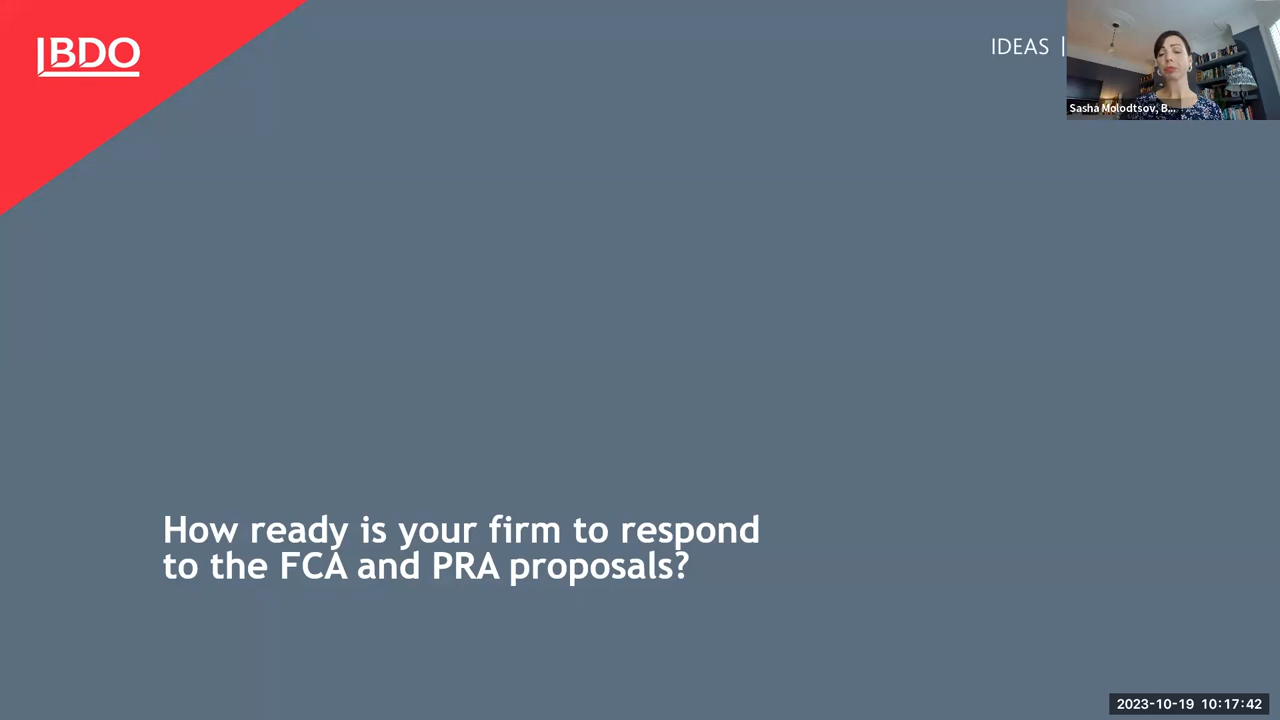 BDO
IDEAS |
Sasha Molodtsov, B...
How ready is your firm to respond
to the FCA and PRA proposals?
2023-10-19 10:17:42